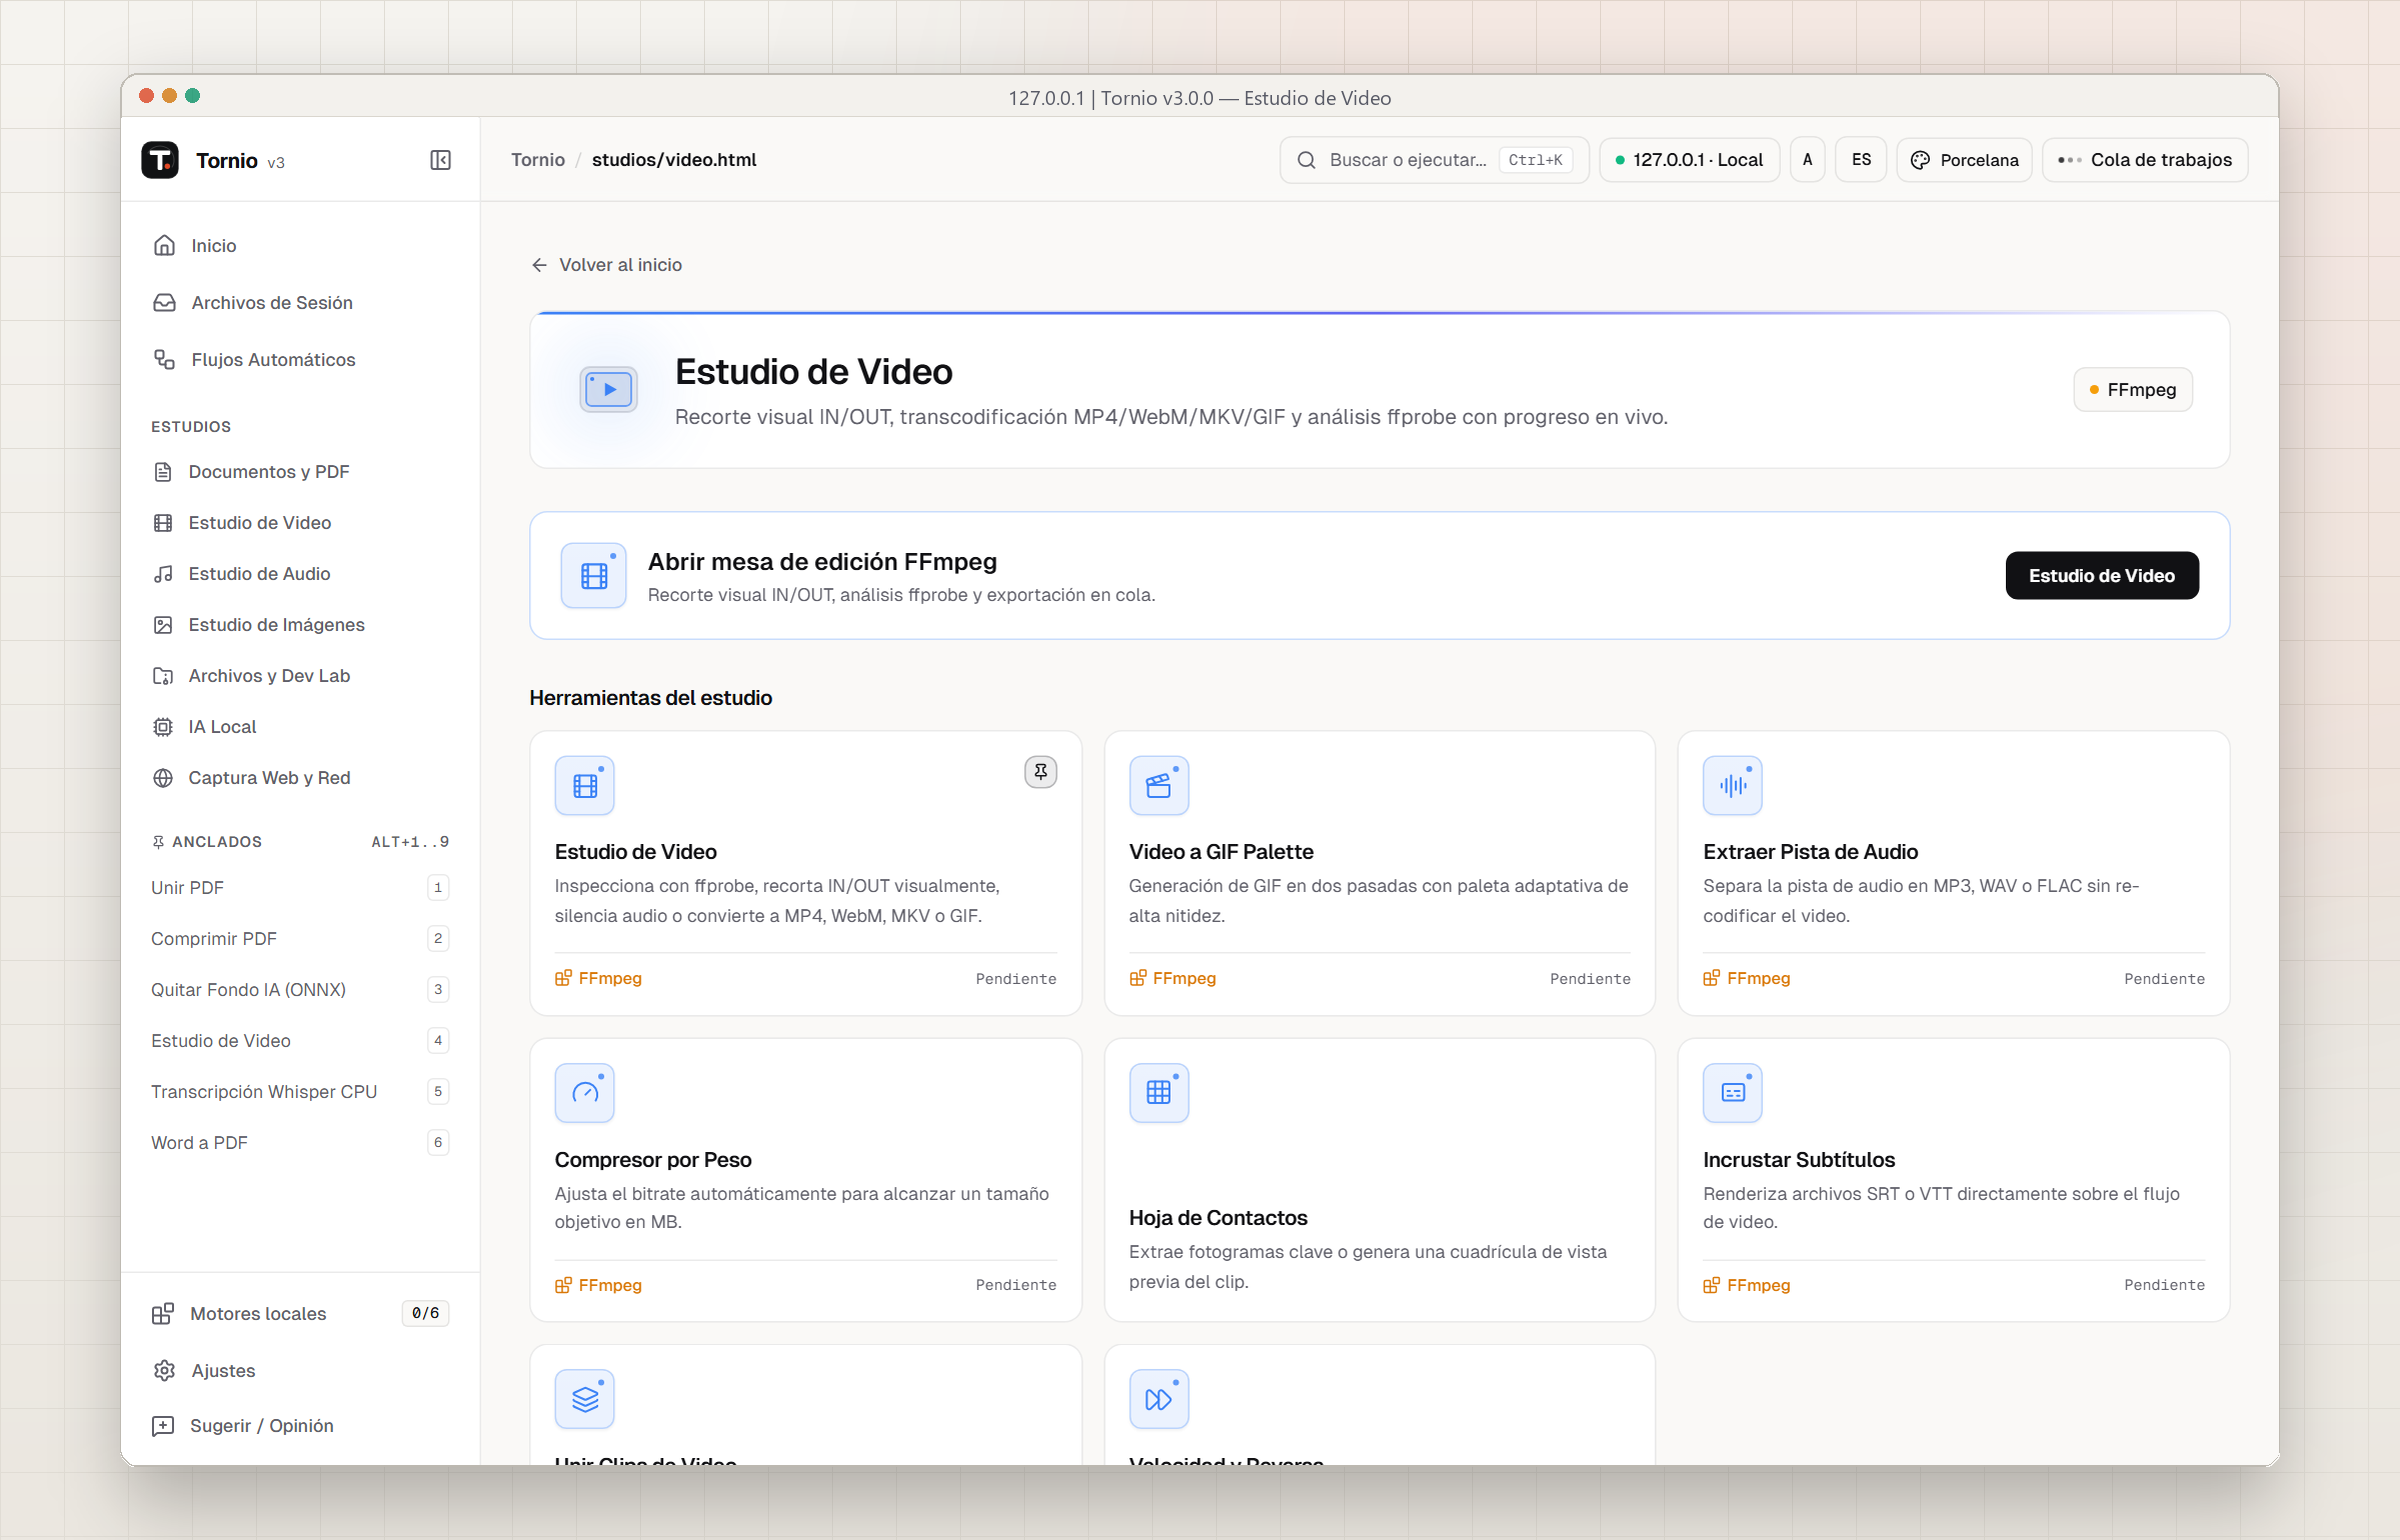 127.0.0.1 | Tornio v3.0.0 — Estudio de Video
Tornio v3
Tornio / studios/video.html
Buscar o ejecutar... Ctrl+K
127.0.0.1 · Local
A
ES
Porcelana
Cola de trabajos
Inicio
Archivos de Sesión
Flujos Automáticos
ESTUDIOS
Documentos y PDF
Estudio de Video
Estudio de Audio
Estudio de Imágenes
Archivos y Dev Lab
IA Local
Captura Web y Red
ANCLADOS ALT+1..9
Unir PDF 1
Comprimir PDF 2
Quitar Fondo IA (ONNX) 3
Estudio de Video 4
Transcripción Whisper CPU 5
Word a PDF 6
Motores locales 0/6
Ajustes
Sugerir / Opinión
Volver al inicio
Estudio de Video
Recorte visual IN/OUT, transcodificación MP4/WebM/MKV/GIF y análisis ffprobe con progreso en vivo.
FFmpeg
Abrir mesa de edición FFmpeg
Recorte visual IN/OUT, análisis ffprobe y exportación en cola.
Estudio de Video
Herramientas del estudio
Estudio de Video
Inspecciona con ffprobe, recorta IN/OUT visualmente,
silencia audio o convierte a MP4, WebM, MKV o GIF.
FFmpeg Pendiente
Video a GIF Palette
Generación de GIF en dos pasadas con paleta adaptativa de
alta nitidez.
FFmpeg Pendiente
Extraer Pista de Audio
Separa la pista de audio en MP3, WAV o FLAC sin re-
codificar el video.
FFmpeg Pendiente
Compresor por Peso
Ajusta el bitrate automáticamente para alcanzar un tamaño
objetivo en MB.
FFmpeg Pendiente
Hoja de Contactos
Extrae fotogramas clave o genera una cuadrícula de vista
previa del clip.
Incrustar Subtítulos
Renderiza archivos SRT o VTT directamente sobre el flujo
de video.
FFmpeg Pendiente
Unir Clips de Video
Velocidad y Reversa